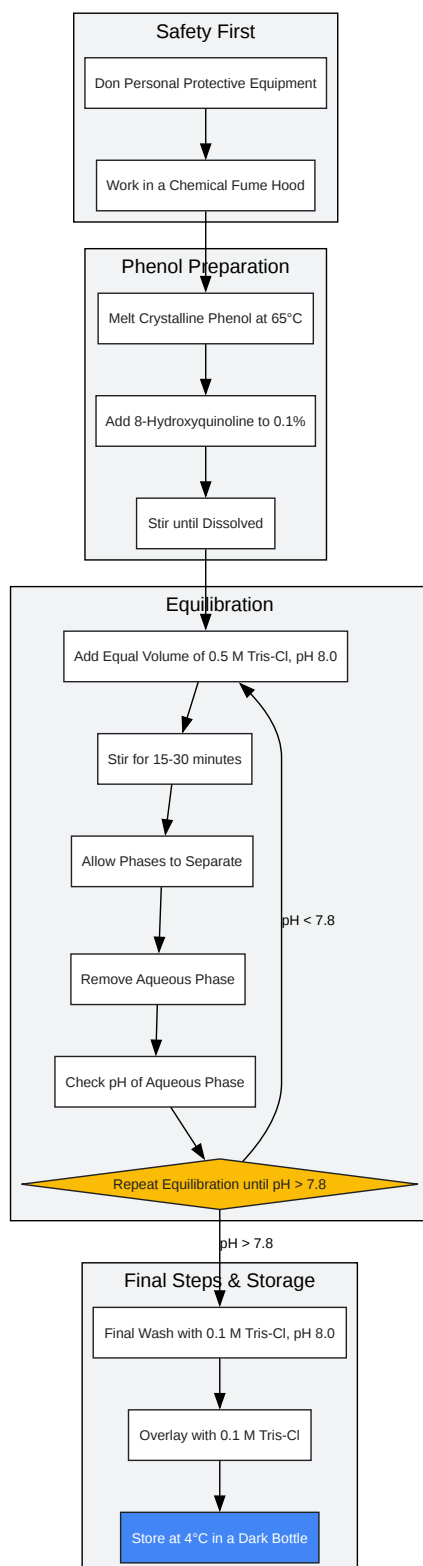 Safety First
Don Personal Protective Equipment
Work in a Chemical Fume Hood
Phenol Preparation
Melt Crystalline Phenol at 65°C
Add 8-Hydroxyquinoline to 0.1%
Stir until Dissolved
Equilibration
Add Equal Volume of 0.5 M Tris-Cl, pH 8.0
Stir for 15-30 minutes
Allow Phases to Separate
pH < 7.8
Remove Aqueous Phase
Check pH of Aqueous Phase
Repeat Equilibration until pH > 7.8
pH > 7.8
Final Steps & Storage
Final Wash with 0.1 M Tris-Cl, pH 8.0
Overlay with 0.1 M Tris-Cl
Store at 4°C in a Dark Bottle